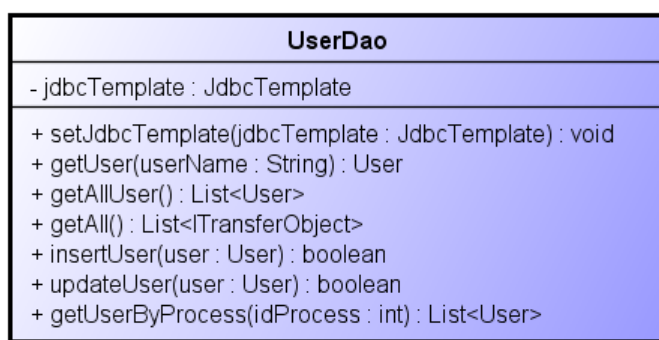 UserDao
- jdbcTemplate : JdbcTemplate
+ setJdbcTemplate(jdbcTemplate : JdbcTemplate) : void
+ getUser(userName : String) : User
+ getAllUser() : List<User>
+ getAll() : List<ITransferObject>
+ insertUser(user : User) : boolean
+ updateUser(user : User) : boolean
+ getUserByProcess(idProcess : int) : List<User>